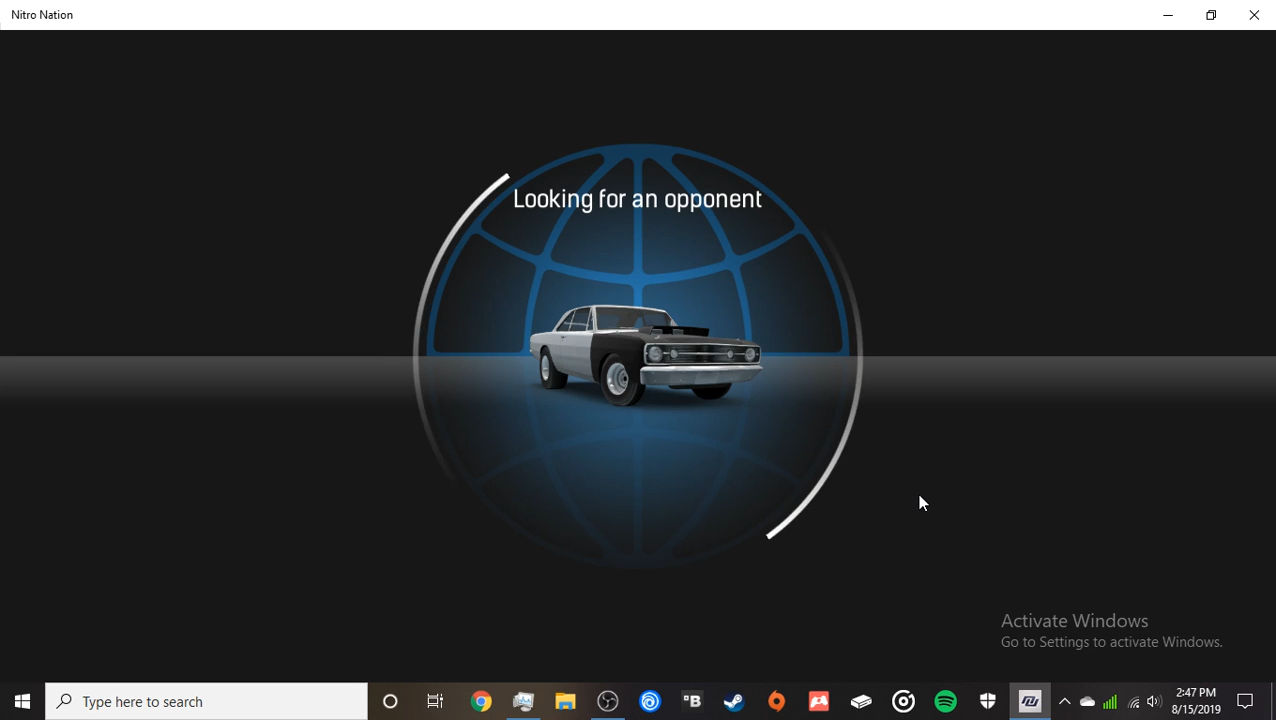 Nitro Nation
Looking for an opponent
Activate Windows
Go to Settings to activate Windows.
Type here to search
B
2:47 PM
8/15/2019